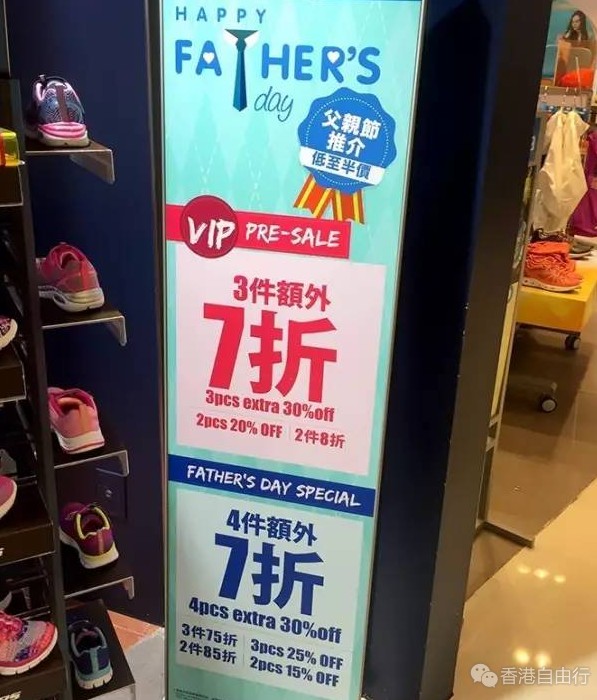 HAPPY
FATHER'S
day
父親節
推介
低至半價
VIP PRE-SALE
3件額外
7折
3pcs extra 30%off
2pcs 20% OFF 2件8折
FATHER'S DAY SPECIAL
4件額外
7折
4pcs extra 30%off
3件75折 3pcs 25% OFF
2件85折 2pcs 15% OFF
香港自由行